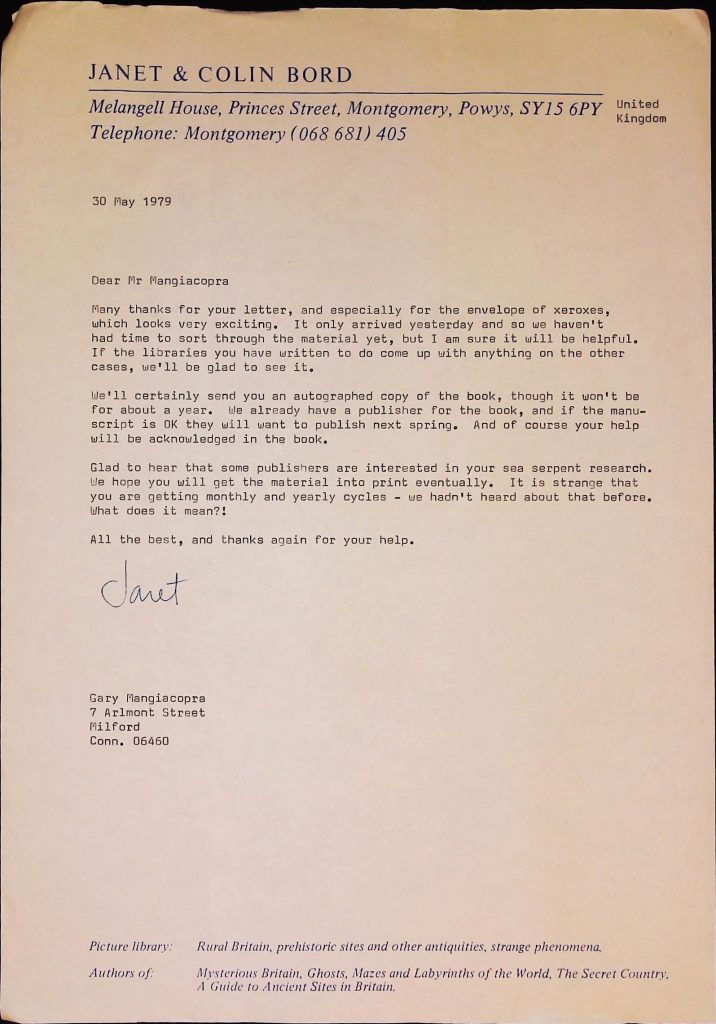 JANET & COLIN BORD
Melangell House, Princes Street, Montgomery, Powys, SY15 6PY
United
Kingdom
Telephone: Montgomery (068 681) 405
30 May 1979
Dear Mr Mangiacopra
Many thanks for your letter, and especially for the envelope of xeroxes,
which looks very exciting. It only arrived yesterday and so we haven't
had time to sort through the material yet, but I am sure it will be helpful.
If the libraries you have written to do come up with anything on the other
cases, we'll be glad to see it.
We'll certainly send you an autographed copy of the book, though it won't be
for about a year. We already have a publisher for the book, and if the manu-
script is OK they will want to publish next spring. And of course your help
will be acknowledged in the book.
Glad to hear that some publishers are interested in your sea serpent research.
We hope you will get the material into print eventually. It is strange that
you are getting monthly and yearly cycles - we hadn't heard about that before.
What does it mean?!
All the best, and thanks again for your help.
Janet
Gary Mangiacopra
7 Arlmont Street
Milford
Conn. 06460
Picture library: Rural Britain, prehistoric sites and other antiquities, strange phenomena.
Authors of: Mysterious Britain, Ghosts, Mazes and Labyrinths of the World, The Secret Country,
A Guide to Ancient Sites in Britain.